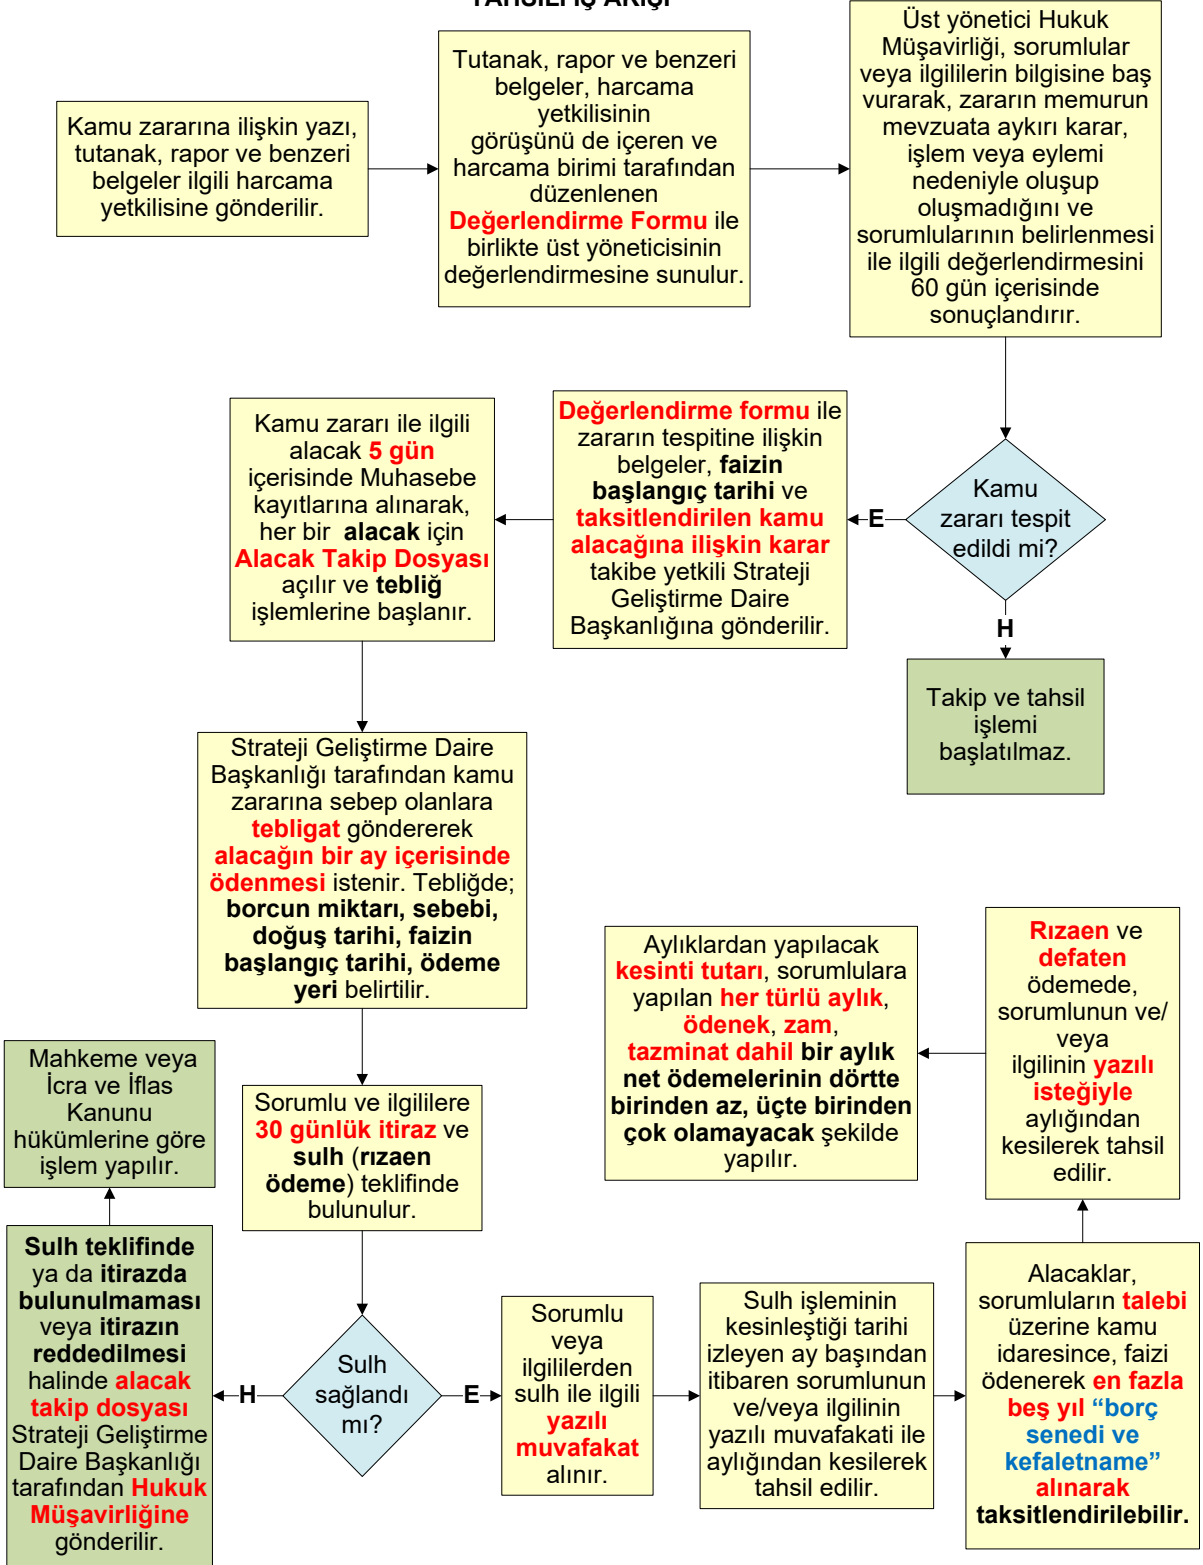 TAHSİLİ İŞ AKIŞI
Kamu zararına ilişkin yazı,
tutanak, rapor ve benzeri
belgeler ilgili harcama
yetkilisine gönderilir.
Tutanak, rapor ve benzeri
belgeler, harcama
yetkilisinin
görüşünü de içeren ve
harcama birimi tarafından
düzenlenen
Değerlendirme Formu ile
birlikte üst yöneticisinin
değerlendirmesine sunulur.
Üst yönetici Hukuk
Müşavirliği, sorumlular
veya ilgililerin bilgisine baş
vurarak, zararın memurun
mevzuata aykırı karar,
işlem veya eylemi
nedeniyle oluşup
oluşmadığını ve
sorumlularının belirlenmesi
ile ilgili değerlendirmesini
60 gün içerisinde
sonuçlandırır.
Kamu
zararı tespit
edildi mi?
E
H
Takip ve tahsil
işlemi
başlatılmaz.
Değerlendirme formu ile
zararın tespitine ilişkin
belgeler, faizin
başlangıç tarihi ve
taksitlendirilen kamu
alacağına ilişkin karar
takibe yetkili Strateji
Geliştirme Daire
Başkanlığına gönderilir.
Kamu zararı ile ilgili
alacak 5 gün
içerisinde Muhasebe
kayıtlarına alınarak,
her bir alacak için
Alacak Takip Dosyası
açılır ve tebliğ
işlemlerine başlanır.
Strateji Geliştirme Daire
Başkanlığı tarafından kamu
zararına sebep olanlara
tebligat göndererek
alacağın bir ay içerisinde
ödenmesi istenir. Tebliğde;
borcun miktarı, sebebi,
doğuş tarihi, faizin
başlangıç tarihi, ödeme
yeri belirtilir.
Sorumlu ve ilgililere
30 günlük itiraz ve
sulh (rızaen
ödeme) teklifinde
bulunulur.
Sulh
sağlandı
mı?
H
E
Sulh teklifinde
ya da itirazda
bulunulmaması
veya itirazın
reddedilmesi
halinde alacak
takip dosyası
Strateji Geliştirme
Daire Başkanlığı
tarafından Hukuk
Müşavirliğine
gönderilir.
Mahkeme veya
İcra ve İflas
Kanunu
hükümlerine göre
işlem yapılır.
Sorumlu
veya
ilgililerden
sulh ile ilgili
yazılı
muvafakat
alınır.
Sulh işleminin
kesinleştiği tarihi
izleyen ay başından
itibaren sorumlunun
ve/veya ilgilinin
yazılı muvafakati ile
aylığından kesilerek
tahsil edilir.
Alacaklar,
sorumluların talebi
üzerine kamu
idaresince, faizi
ödenerek en fazla
beş yıl “borç
senedi ve
kefaletname”
alınarak
taksitlendirilebilir.
Rızaen ve
defaten
ödemede,
sorumlunun ve/
veya
ilgilinin yazılı
isteğiyle
aylığından
kesilerek tahsil
edilir.
Aylıklardan yapılacak
kesinti tutarı, sorumlulara
yapılan her türlü aylık,
ödenek, zam,
tazminat dahil bir aylık
net ödemelerinin dörtte
birinden az, üçte birinden
çok olamayacak şekilde
yapılır.